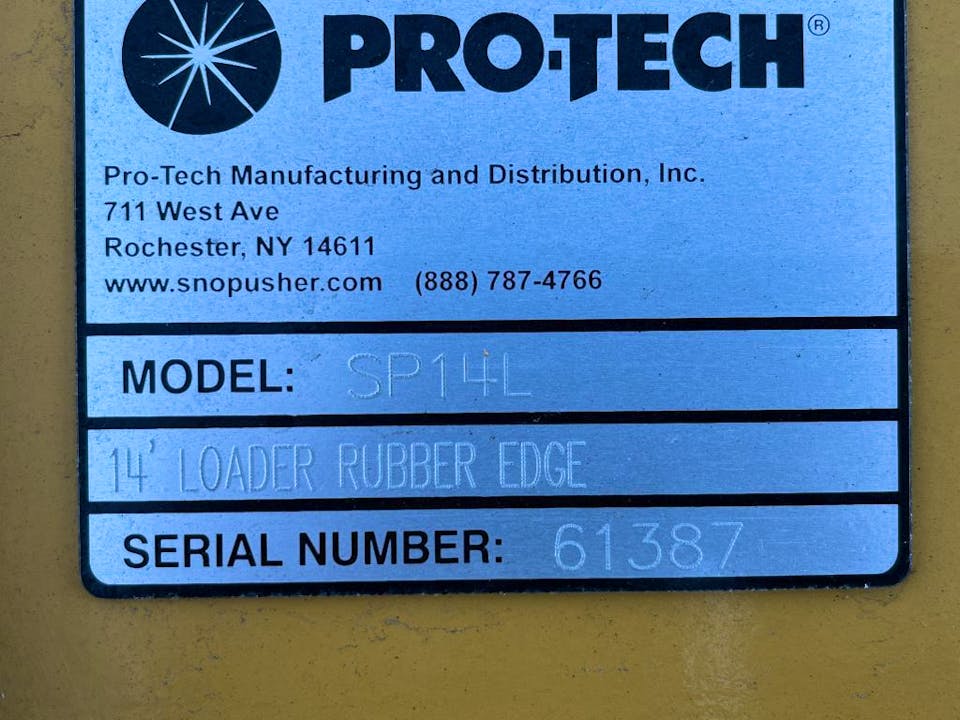 PRO-TECH®
Pro-Tech Manufacturing and Distribution, Inc.
711 West Ave
Rochester, NY 14611
www.snopusher.com (888) 787-4766
MODEL: SP14L
14' LOADER RUBBER EDGE
SERIAL NUMBER: 61387